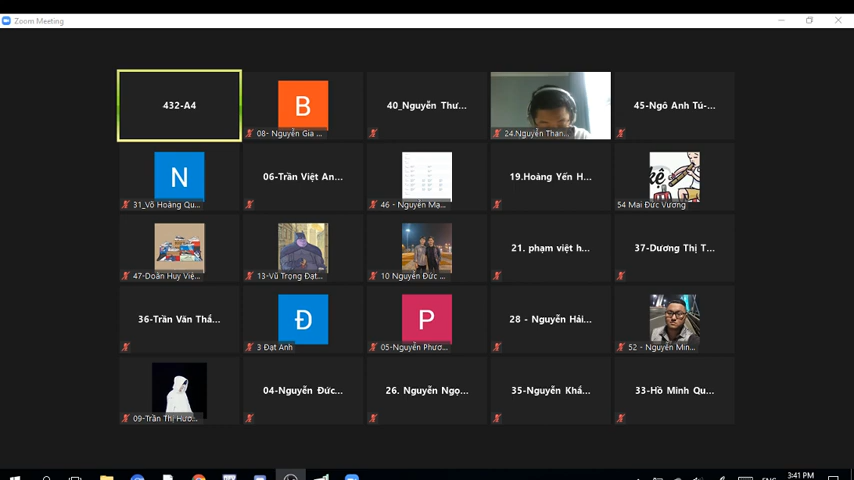 Zoom Meeting
432-A4
B
08- Nguyễn Gia ...
40_Nguyễn Thư...
24.Nguyễn Than...
45-Ngô Anh Tú-...
N
31_Võ Hoàng Qu...
06-Trần Việt An...
46 - Nguyễn Mạ...
19.Hoàng Yến H...
kệ
54 Mai Đức Vương
47-Doãn Huy Việ...
13-Vũ Trọng Đạt...
10 Nguyễn Đức ...
21. phạm việt h...
37-Dương Thị T...
36-Trần Văn Thắ...
Đ
3 Đạt Anh
P
05-Nguyễn Phươ...
28 - Nguyễn Hải...
52 - Nguyễn Min...
09-Trần Thị Hươ...
04-Nguyễn Đức...
26. Nguyễn Ngọ...
35-Nguyễn Khắ...
33-Hồ Minh Qu...
3:41 PM
ENG